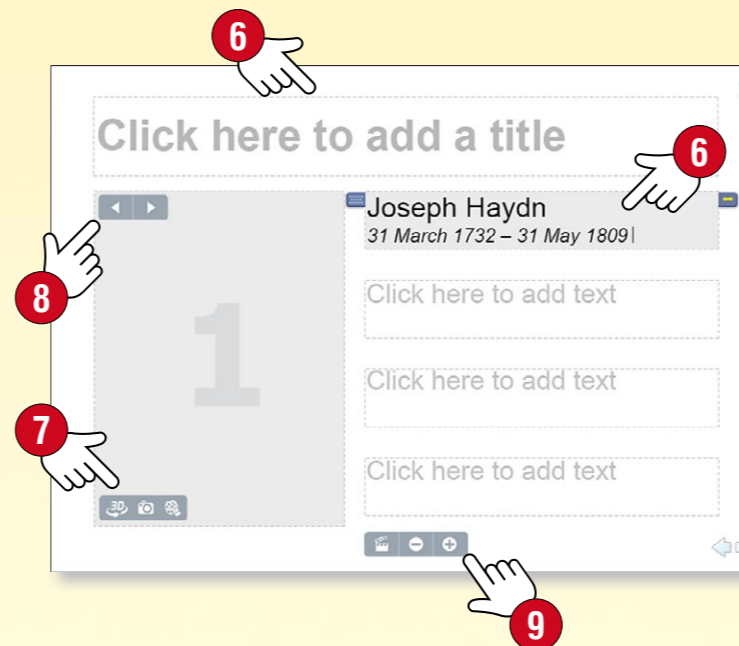 6
Click here to add a title
6
Joseph Haydn
31 March 1732 – 31 May 1809
8
Click here to add text
1
Click here to add text
7
Click here to add text
3D
9